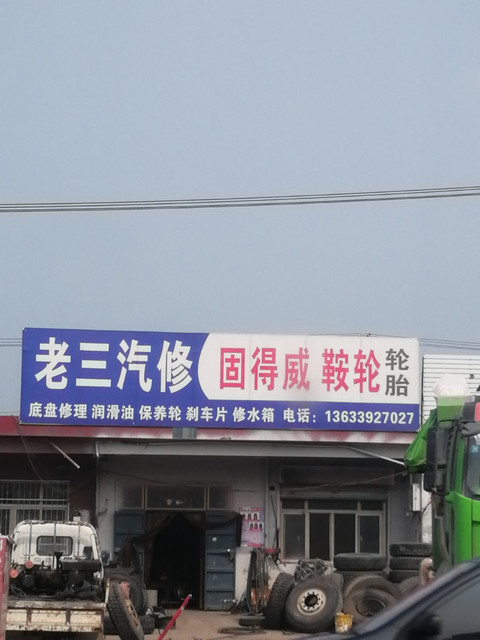 老三汽修
固得威 鞍轮 轮胎
底盘修理 润滑油 保养轮 刹车片 修水箱 电话：13633927027